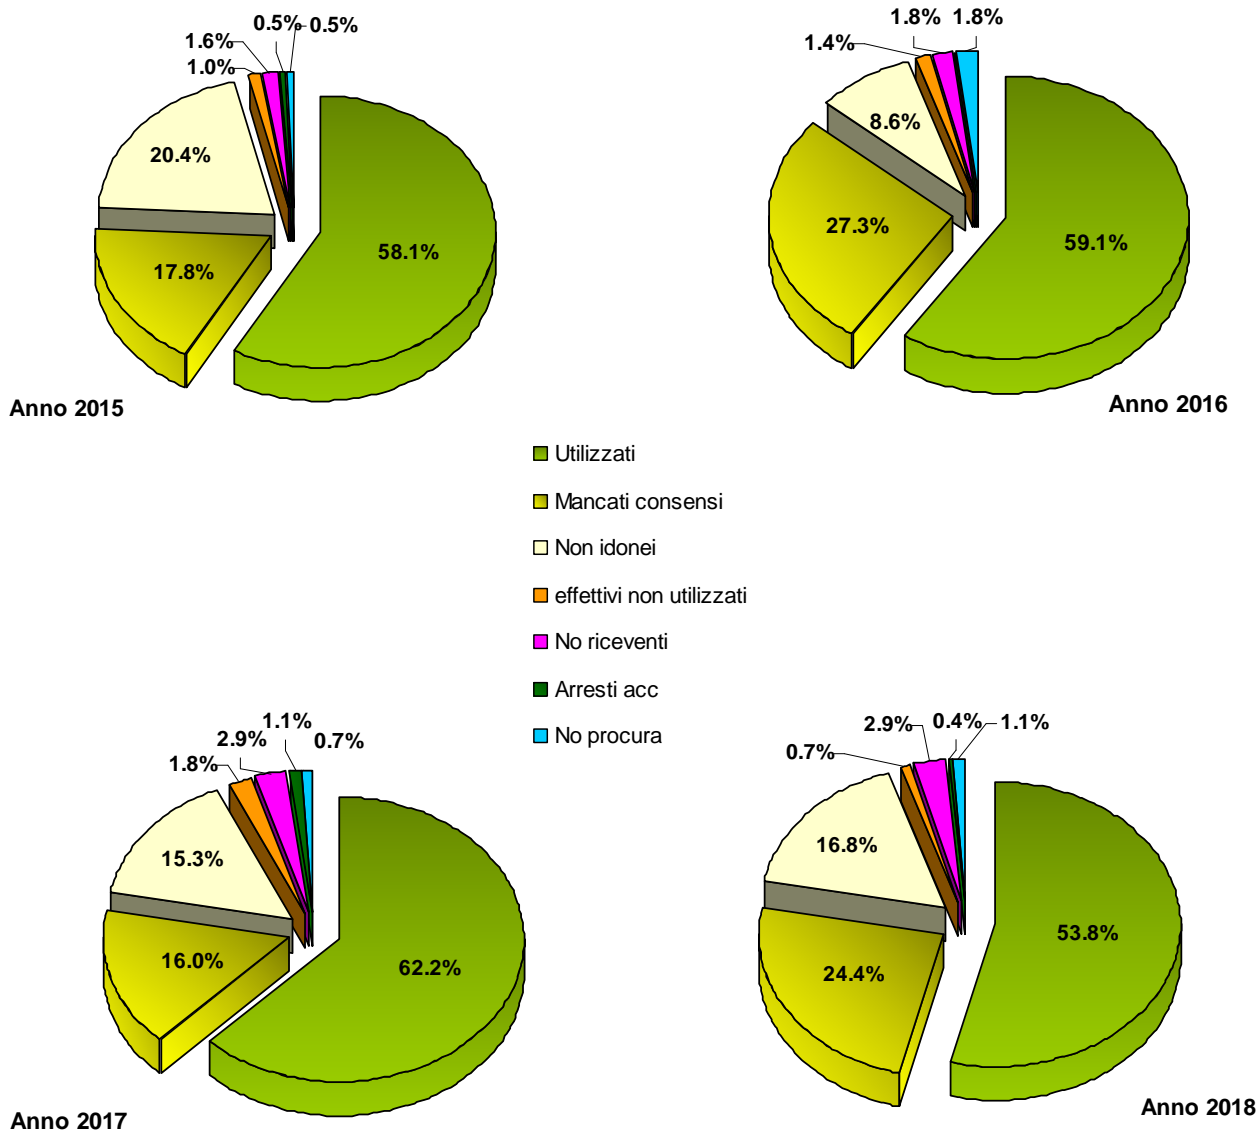 0.5%
0.5%
1.6%
1.0%
20.4%
58.1%
17.8%
Anno 2015
1.8%
1.8%
1.4%
8.6%
27.3%
59.1%
Anno 2016
Utilizzati
Mancati consensi
Non idonei
effettivi non utilizzati
No riceventi
Arresti acc
No procura
1.1%
2.9%
0.7%
1.8%
15.3%
16.0%
62.2%
Anno 2017
2.9%
0.4%
1.1%
0.7%
16.8%
53.8%
24.4%
Anno 2018